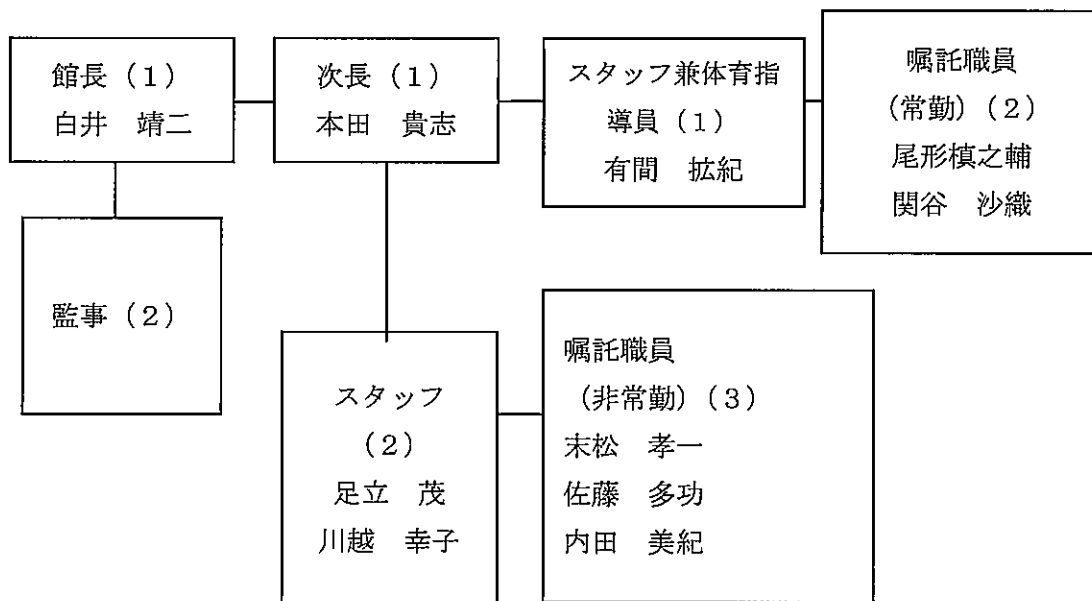 館長（1）
白井　靖二
次長（1）
本田　貴志
スタッフ兼体育指
導員（1）
有間　拡紀
嘱託職員
（常勤）（2）
尾形槙之輔
関谷　沙織
監事（2）
スタッフ
（2）
足立　茂
川越　幸子
嘱託職員
（非常勤）（3）
末松　孝一
佐藤　多功
内田　美紀